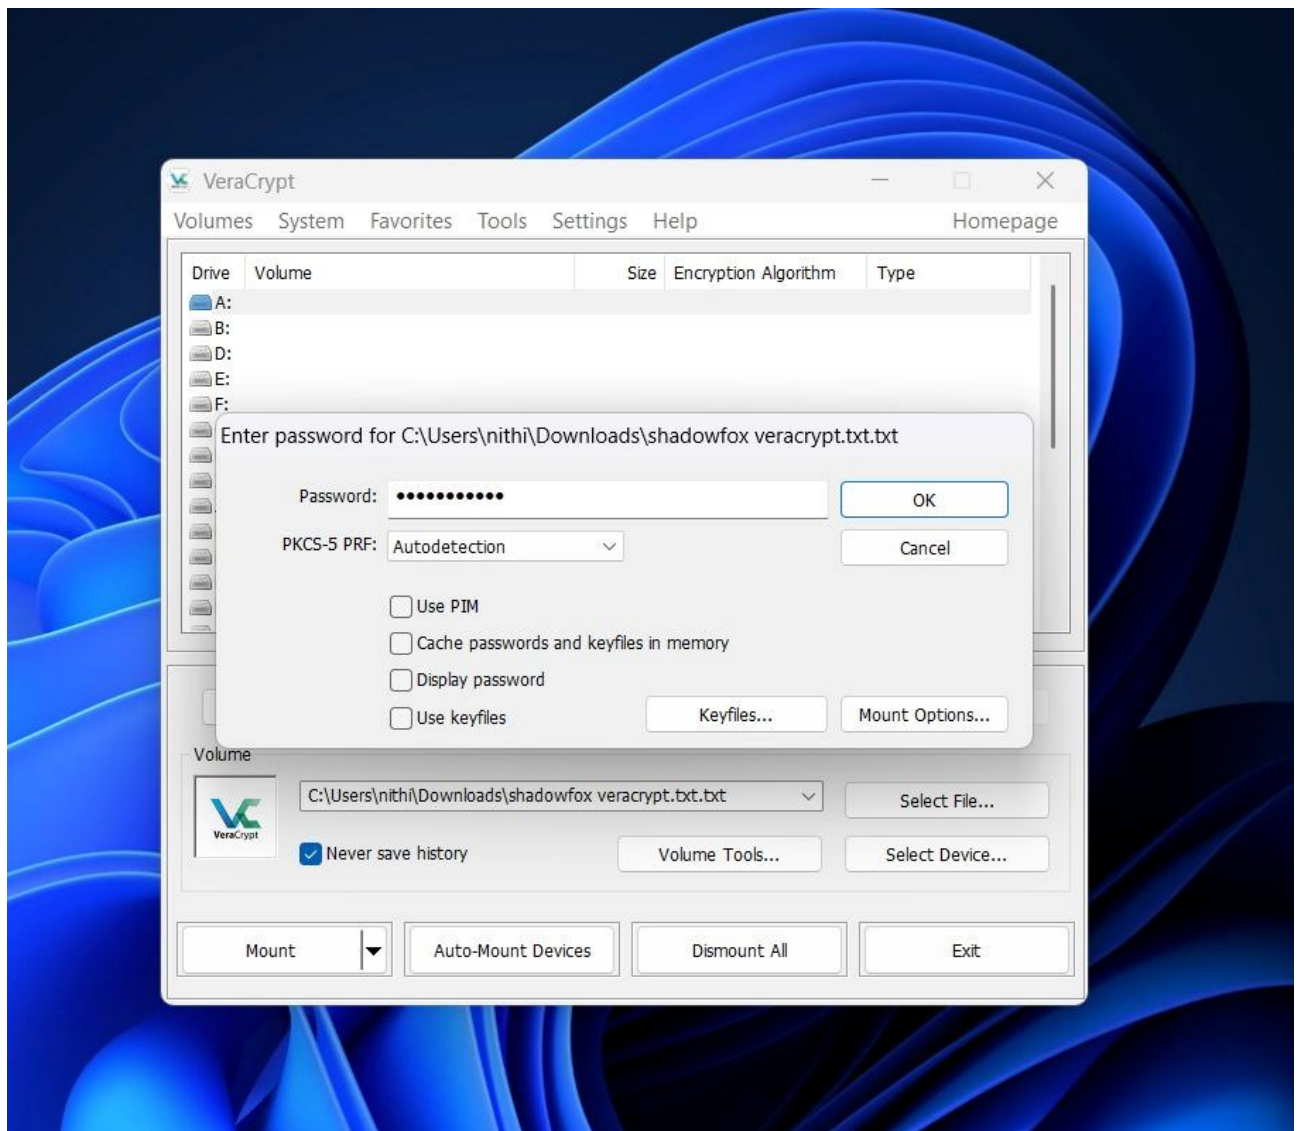 VeraCrypt
Volumes System Favorites Tools Settings Help Homepage
Drive Volume Size Encryption Algorithm Type
A:
B:
D:
E:
F:
Enter password for C:\Users\nithi\Downloads\shadowfox veracrypt.txt.txt
Password: ●●●●●●●●●●● OK
PKCS-5 PRF: Autodetection Cancel
Use PIM
Cache passwords and keyfiles in memory
Display password
Use keyfiles Keyfiles... Mount Options...
Volume
C:\Users\nithi\Downloads\shadowfox veracrypt.txt.txt Select File...
VeraCrypt
Never save history Volume Tools... Select Device...
Mount Auto-Mount Devices Dismount All Exit